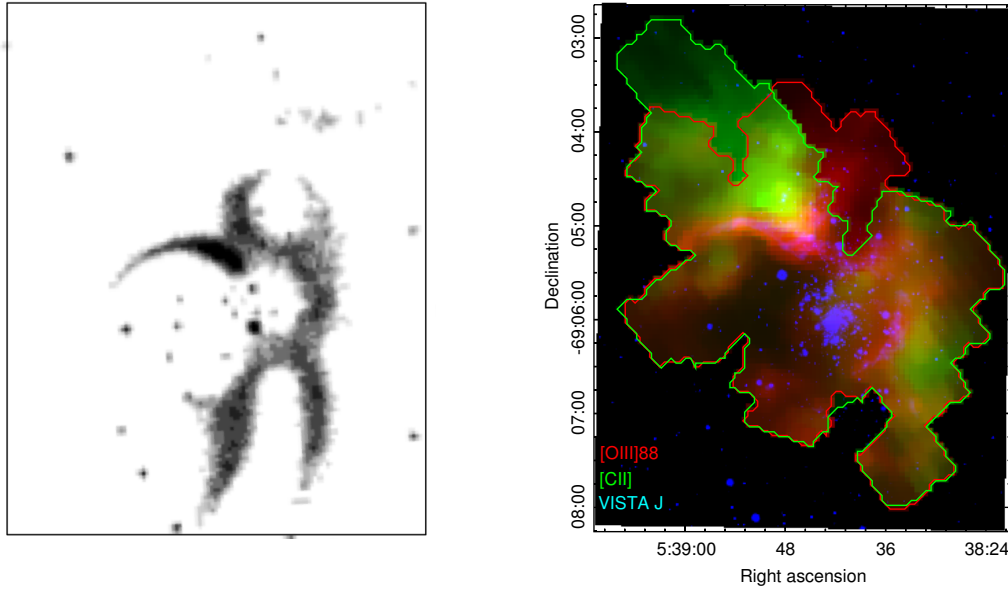 03:00
04:00
05:00
-69:06:00
07:00
08:00
Declination
[OIII]88
[CII]
VISTA J
5:39:00 48 36 38:24
Right ascension